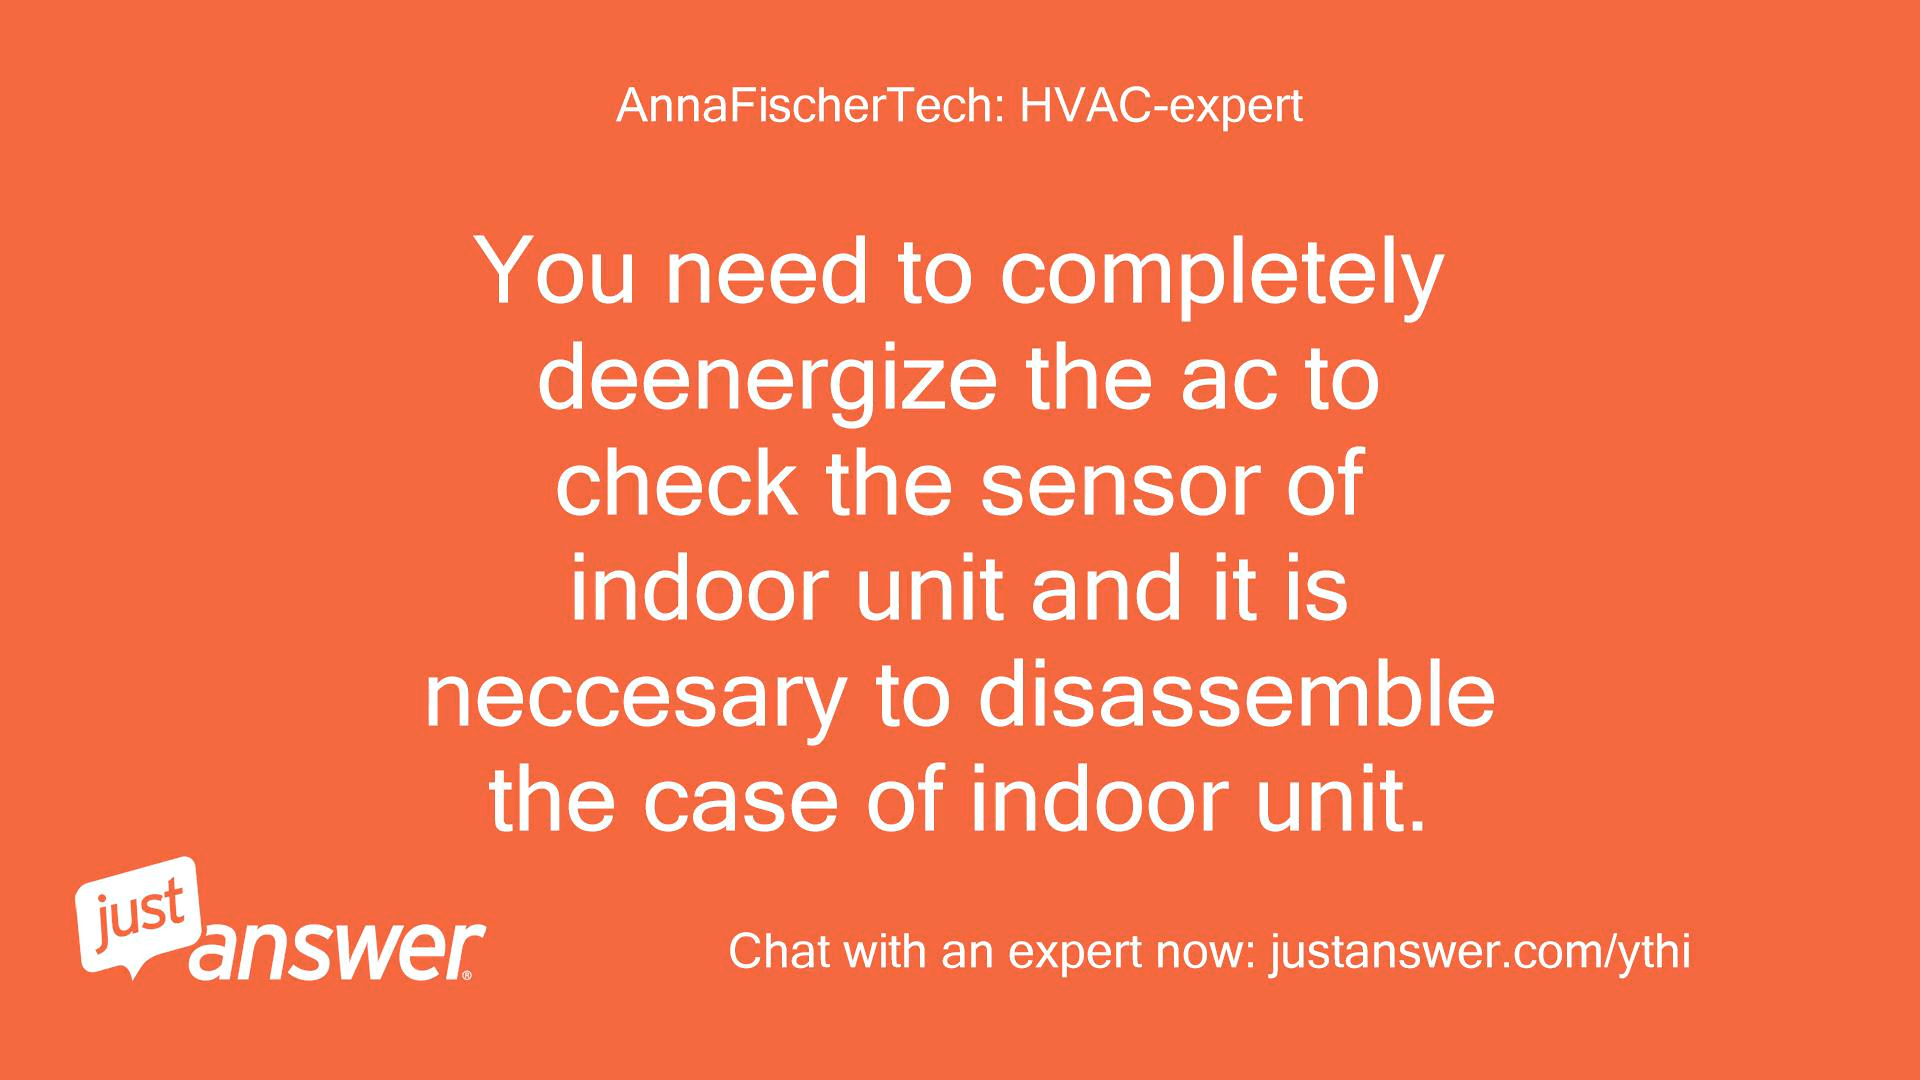 AnnaFischerTech: HVAC-expert
You need to completely
deenergize the ac to
check the sensor of
indoor unit and it is
neccesary to disassemble
the case of indoor unit.
just
answer®
Chat with an expert now: justanswer.com/ythi